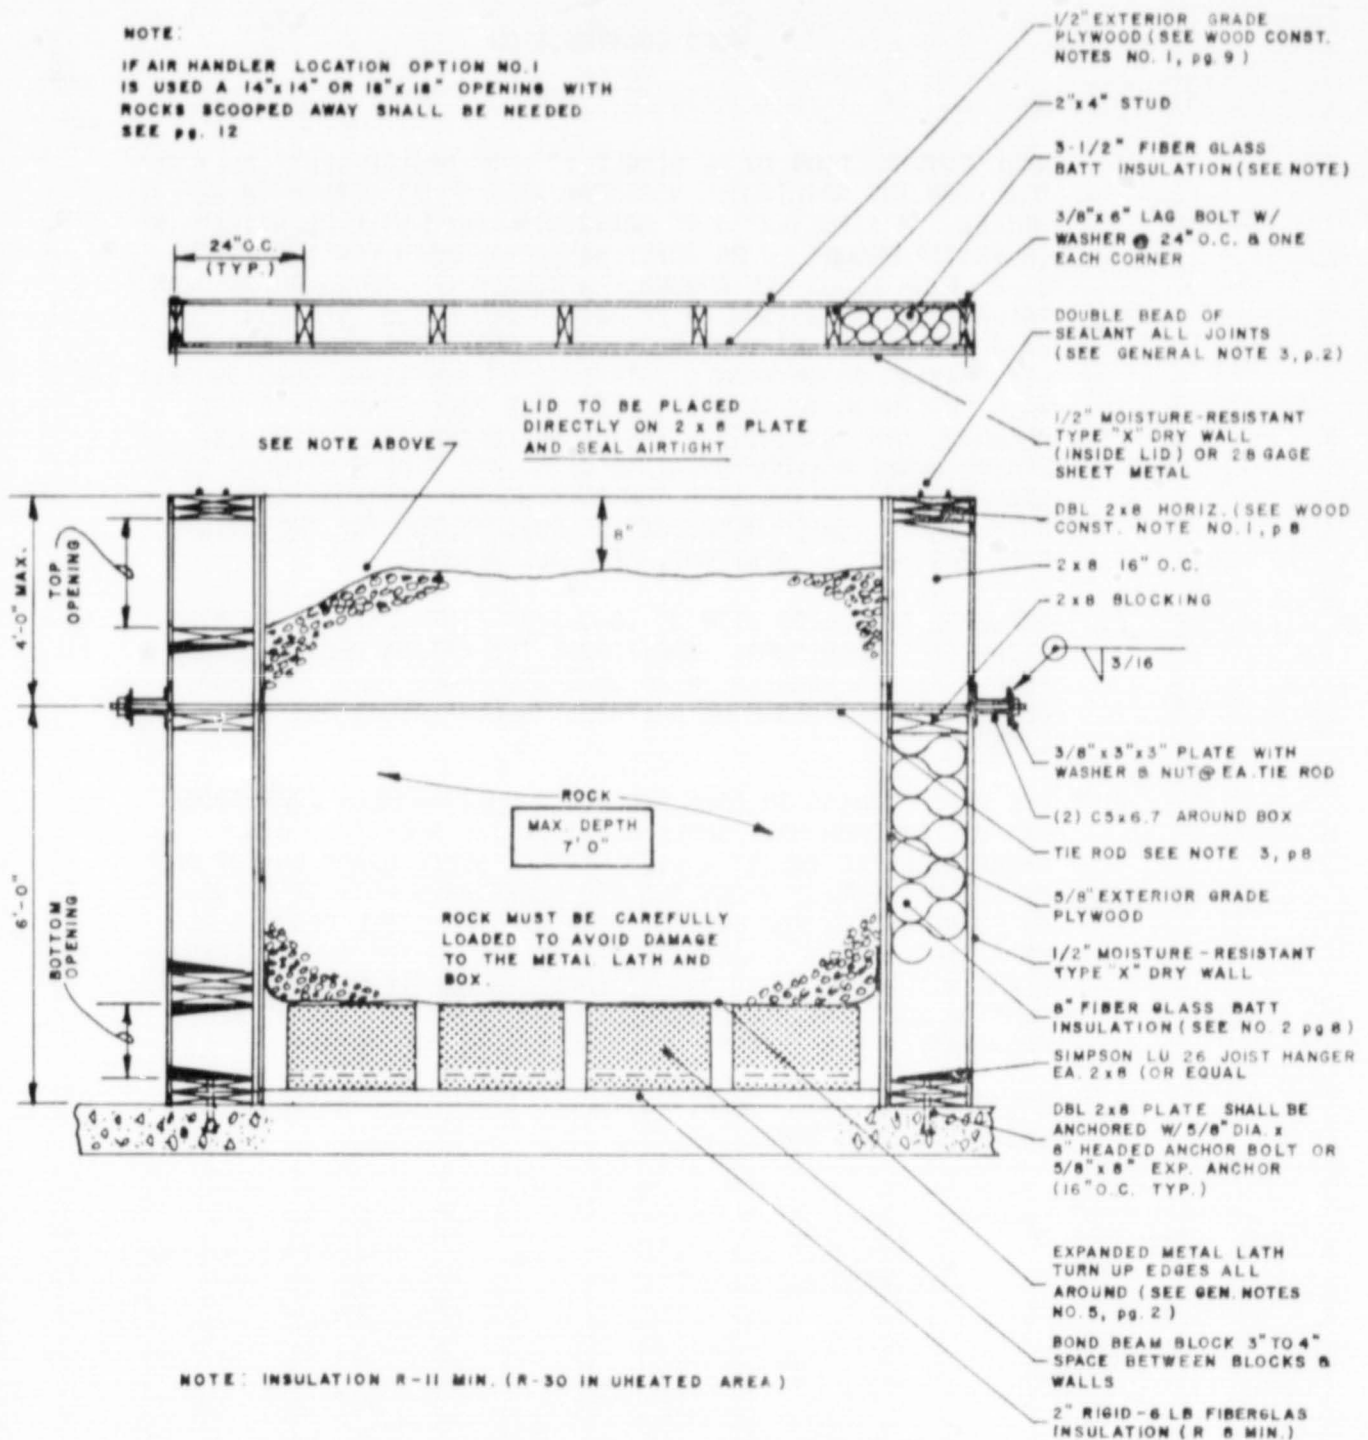 NOTE:
IF AIR HANDLER LOCATION OPTION NO.1
IS USED A 14"x14" OR 18"x18" OPENING WITH
ROCKS SCOOPED AWAY SHALL BE NEEDED
SEE pg. 12
1/2" EXTERIOR GRADE
PLYWOOD (SEE WOOD CONST.
NOTES NO. 1, pg. 9)
2"x4" STUD
3-1/2" FIBER GLASS
BATT INSULATION (SEE NOTE)
3/8"x6" LAG BOLT W/
WASHER @ 24" O.C. & ONE
EACH CORNER
24" O.C.
(TYP.)
DOUBLE BEAD OF
SEALANT ALL JOINTS
(SEE GENERAL NOTE 3, p.2)
LID TO BE PLACED
DIRECTLY ON 2 x 8 PLATE
AND SEAL AIRTIGHT
SEE NOTE ABOVE
1/2" MOISTURE-RESISTANT
TYPE "X" DRY WALL
(INSIDE LID) OR 28 GAGE
SHEET METAL
DBL 2x8 HORIZ. (SEE WOOD
CONST. NOTE NO.1, p 8
2x8 16" O.C.
2x8 BLOCKING
3/16
8"
4'-0" MAX.
TOP
OPENING
3/8"x3"x3" PLATE WITH
WASHER & NUT @ EA. TIE ROD
(2) C5x6.7 AROUND BOX
TIE ROD SEE NOTE 3, p8
ROCK
MAX. DEPTH
7'0"
6'-0"
BOTTOM
OPENING
5/8" EXTERIOR GRADE
PLYWOOD
ROCK MUST BE CAREFULLY
LOADED TO AVOID DAMAGE
TO THE METAL LATH AND
BOX.
1/2" MOISTURE-RESISTANT
TYPE "X" DRY WALL
8" FIBER GLASS BATT
INSULATION (SEE NO. 2 pg 8)
SIMPSON LU 26 JOIST HANGER
EA. 2x8 (OR EQUAL
DBL 2x8 PLATE SHALL BE
ANCHORED W/5/8" DIA. x
8" HEADED ANCHOR BOLT OR
5/8"x8" EXP. ANCHOR
(16" O.C. TYP.)
EXPANDED METAL LATH
TURN UP EDGES ALL
AROUND (SEE GEN. NOTES
NO.5, pg. 2)
BOND BEAM BLOCK 3" TO 4"
SPACE BETWEEN BLOCKS &
WALLS
2" RIGID-6 LB FIBERGLAS
INSULATION (R 8 MIN.)
NOTE: INSULATION R-11 MIN. (R-30 IN UHEATED AREA)